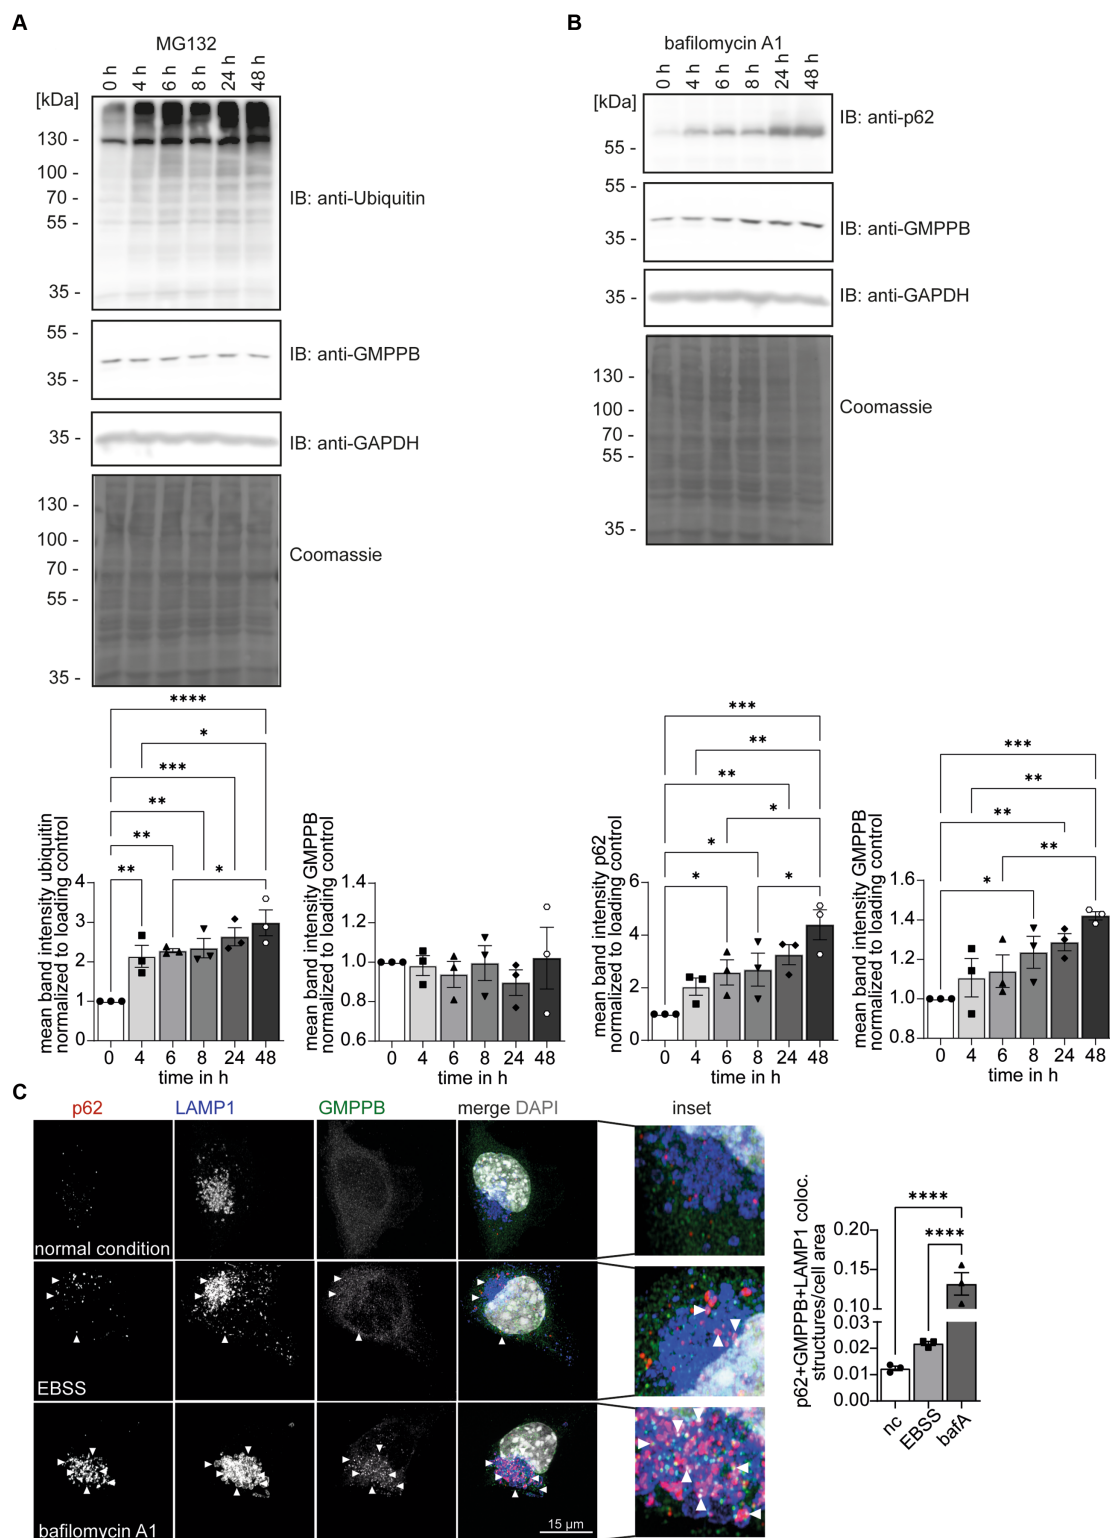 A
MG132
0 h 4 h 6 h 8 h 24 h 48 h
[kDa]
130 -
100 -
70 -
55 -
35 -
IB: anti-Ubiquitin
55 -
35 -
IB: anti-GMPPB
35 -
IB: anti-GAPDH
130 -
100 -
70 -
55 -
35 -
Coomassie
B
bafilomycin A1
0 h 4 h 6 h 8 h 24 h 48 h
[kDa]
55 -
IB: anti-p62
55 -
35 -
IB: anti-GMPPB
35 -
IB: anti-GAPDH
130 -
100 -
70 -
55 -
35 -
Coomassie
****
*
***
**
**
** *
mean band intensity ubiquitin
normalized to loading control
4
3
2
1
0
0 4 6 8 24 48
time in h
mean band intensity GMPPB
normalized to loading control
1.4
1.2
1.0
0.8
0.6
0 4 6 8 24 48
time in h
***
**
**
*
*
* *
mean band intensity p62
normalized to loading control
6
4
2
0
0 4 6 8 24 48
time in h
***
**
**
**
*
mean band intensity GMPPB
normalized to loading control
1.6
1.4
1.2
1.0
0.8
0 4 6 8 24 48
time in h
C
p62 LAMP1 GMPPB merge DAPI inset
normal condition
EBSS
bafilomycin A1
15 µm
p62+GMPPB+LAMP1 coloc.
structures/cell area
****
****
0.20
0.15
0.10
0.03
0.02
0.01
0.00
nc EBSS bafA